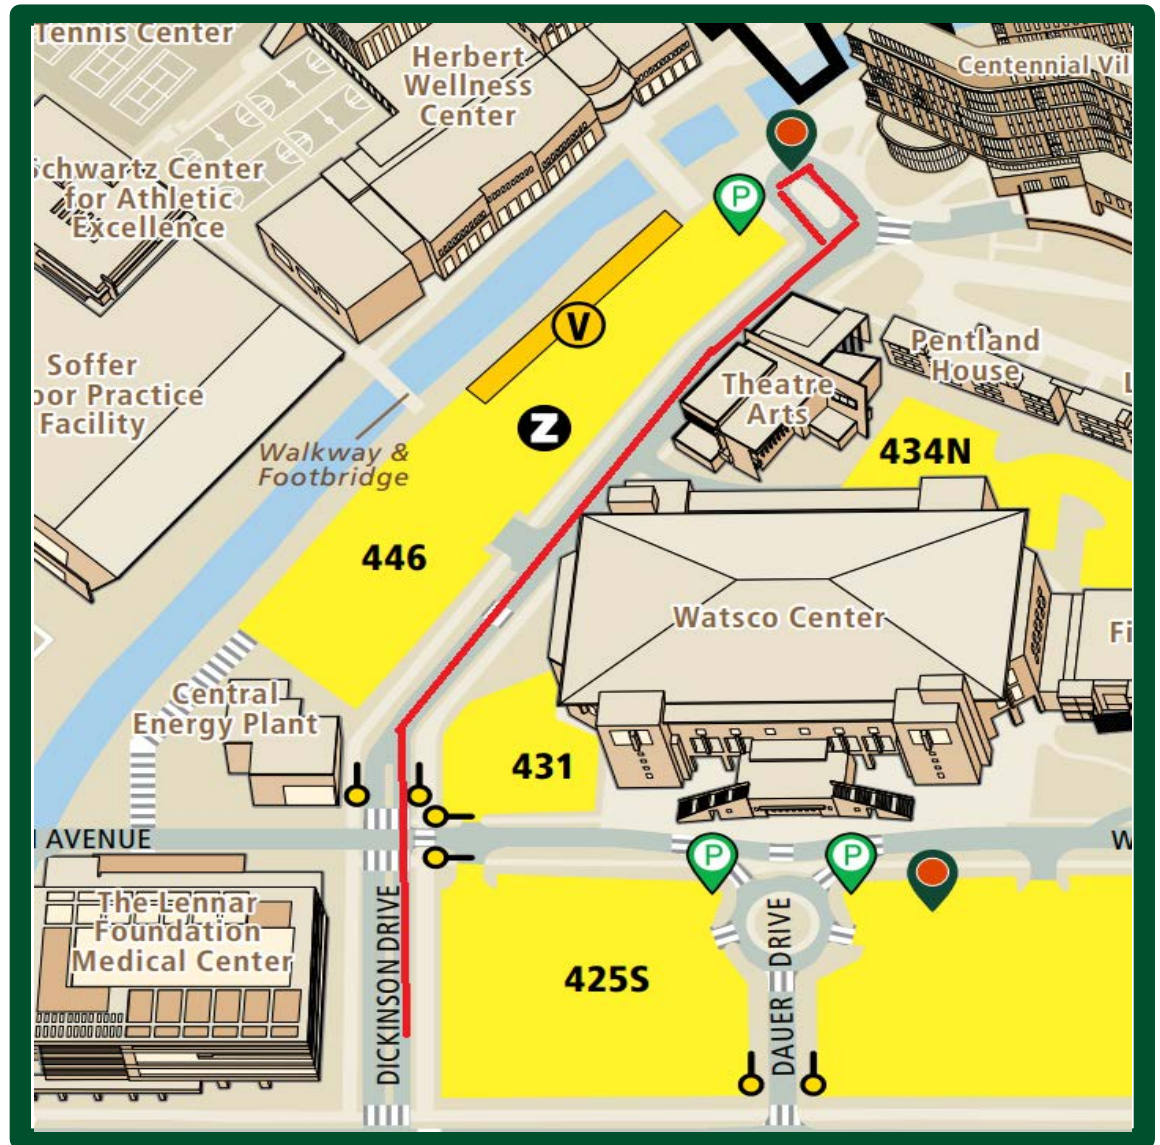 Tennis Center
Herbert
Wellness
Center
Centennial Vil
P
Schwartz Center
for Athletic
Excellence
V
Pentland
House
Soffer
oor Practice
Facility
Theatre
Arts
L
Z
Walkway &
Footbridge
434N
446
Watsco Center
Fi
Central
Energy Plant
431
AVENUE
W
P
P
The Lennar
Foundation
Medical Center
DICKINSON DRIVE
425S
DAUER DRIVE